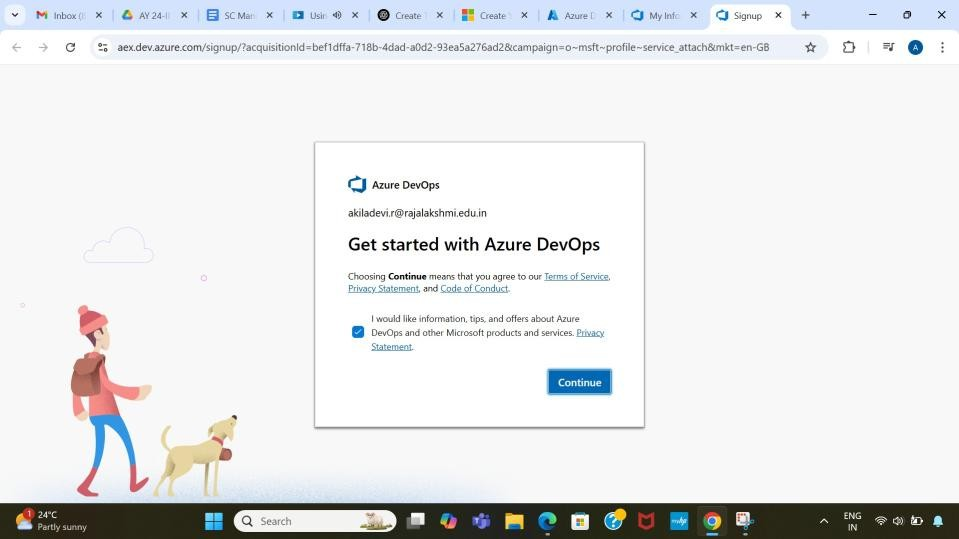 Inbox (
AY 24-
SC Man
Usin
Create
Create
Azure D
My Info
Signup
aex.dev.azure.com/signup/?acquisitionId=bef1dffa-718b-4dad-a0d2-93ea5a276ad2&campaign=o~msft~profile~service_attach&mkt=en-GB
A
Azure DevOps
akiladevi.r@rajalakshmi.edu.in
Get started with Azure DevOps
Choosing Continue means that you agree to our Terms of Service,
Privacy Statement, and Code of Conduct.
I would like information, tips, and offers about Azure
DevOps and other Microsoft products and services. Privacy
Statement.
Continue
1
24°C
Partly sunny
Search
ENG
IN